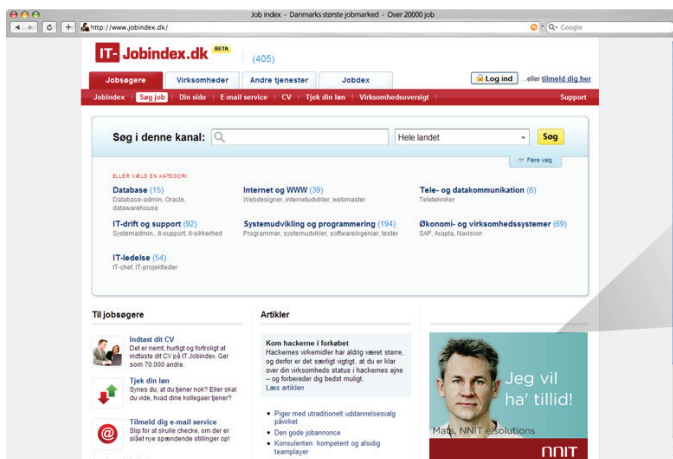 Job index - Danmarks største jobmarked - Over 20000 job
http://www.jobindex.dk/
Google
IT- Jobindex.dk BETA
(405)
Jobsøgere
Virksomheder
Andre tjenester
Jobdex
Log ind ...eller tilmeld dig her
Jobindex Søg job Din side E-mail service CV Tjek din løn Virksomhedsoversigt Support
Søg i denne kanal:
Hele landet
Søg
Flere valg
ELLER VÆLG EN KATEGORI:
Database (15)
Database-admin, Oracle,
datawarehouse
Internet og WWW (39)
Webdesigner, internetudvikler, webmaster
Tele- og datakommunikation (6)
Teletekniker
IT-drift og support (92)
Systemadmin., it-support, it-sikkerhed
Systemudvikling og programmering (194)
Programmør, systemudvikler, softwareingeniør, tester
Økonomi- og virksomhedssystemer (69)
SAP, Axapta, Navision
IT-ledelse (54)
IT-chef, IT-projektleder
Til jobsøgere
Indtast dit CV
Det er nemt, hurtigt og fortroligt at
indtaste dit CV på IT Jobindex. Gør
som 70.000 andre.
Tjek din løn
Synes du, at du tjener nok? Eller skal
du vide, hvad dine kollegaer tjener?
Tilmeld dig e-mail service
Slip for at skulle checke, om der er
slået nye spændende stillinger op!
Artikler
Kom hackerne i forkøbet
Hackernes virkemidler har aldrig været større,
og derfor er det særligt vigtigt, at du er klar
over din virksomheds status i hackernes øjne
– og forbereder dig bedst muligt.
Læs artiklen
Piger med utraditionelt uddannelsesvalg
påvirket
Den gode jobannonce
Konsulenten: kompetent og alsidig
teamplayer
Jeg vil
ha' tillid!
Mats, NNIT eSolutions
NNIT